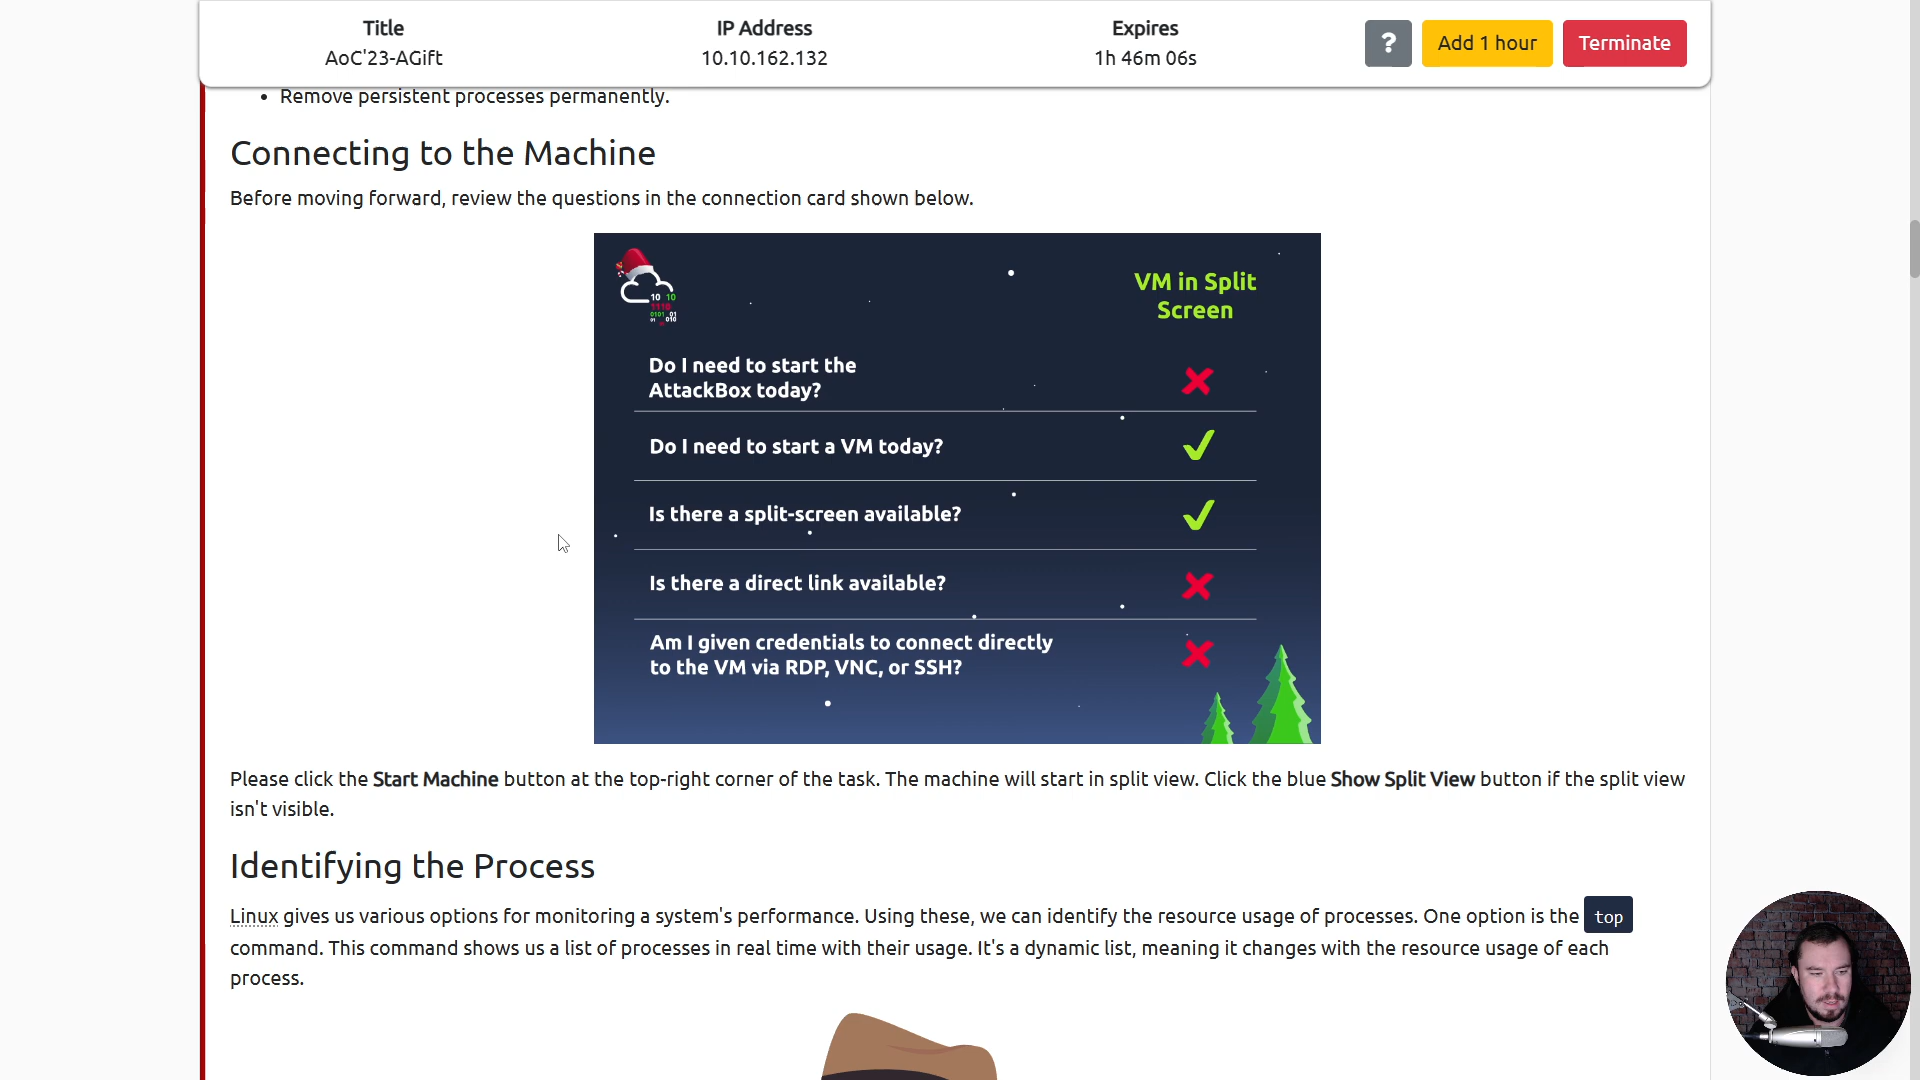 Title
AoC'23-AGift
IP Address
10.10.162.132
Expires
1h 46m 06s
?
Add 1 hour
Terminate
• Remove persistent processes permanently.
Connecting to the Machine
Before moving forward, review the questions in the connection card shown below.
VM in Split
Screen
Do I need to start the
AttackBox today?
Do I need to start a VM today?
Is there a split-screen available?
Is there a direct link available?
Am I given credentials to connect directly
to the VM via RDP, VNC, or SSH?
Please click the Start Machine button at the top-right corner of the task. The machine will start in split view. Click the blue Show Split View button if the split view
isn't visible.
Identifying the Process
Linux gives us various options for monitoring a system's performance. Using these, we can identify the resource usage of processes. One option is the top
command. This command shows us a list of processes in real time with their usage. It's a dynamic list, meaning it changes with the resource usage of each
process.